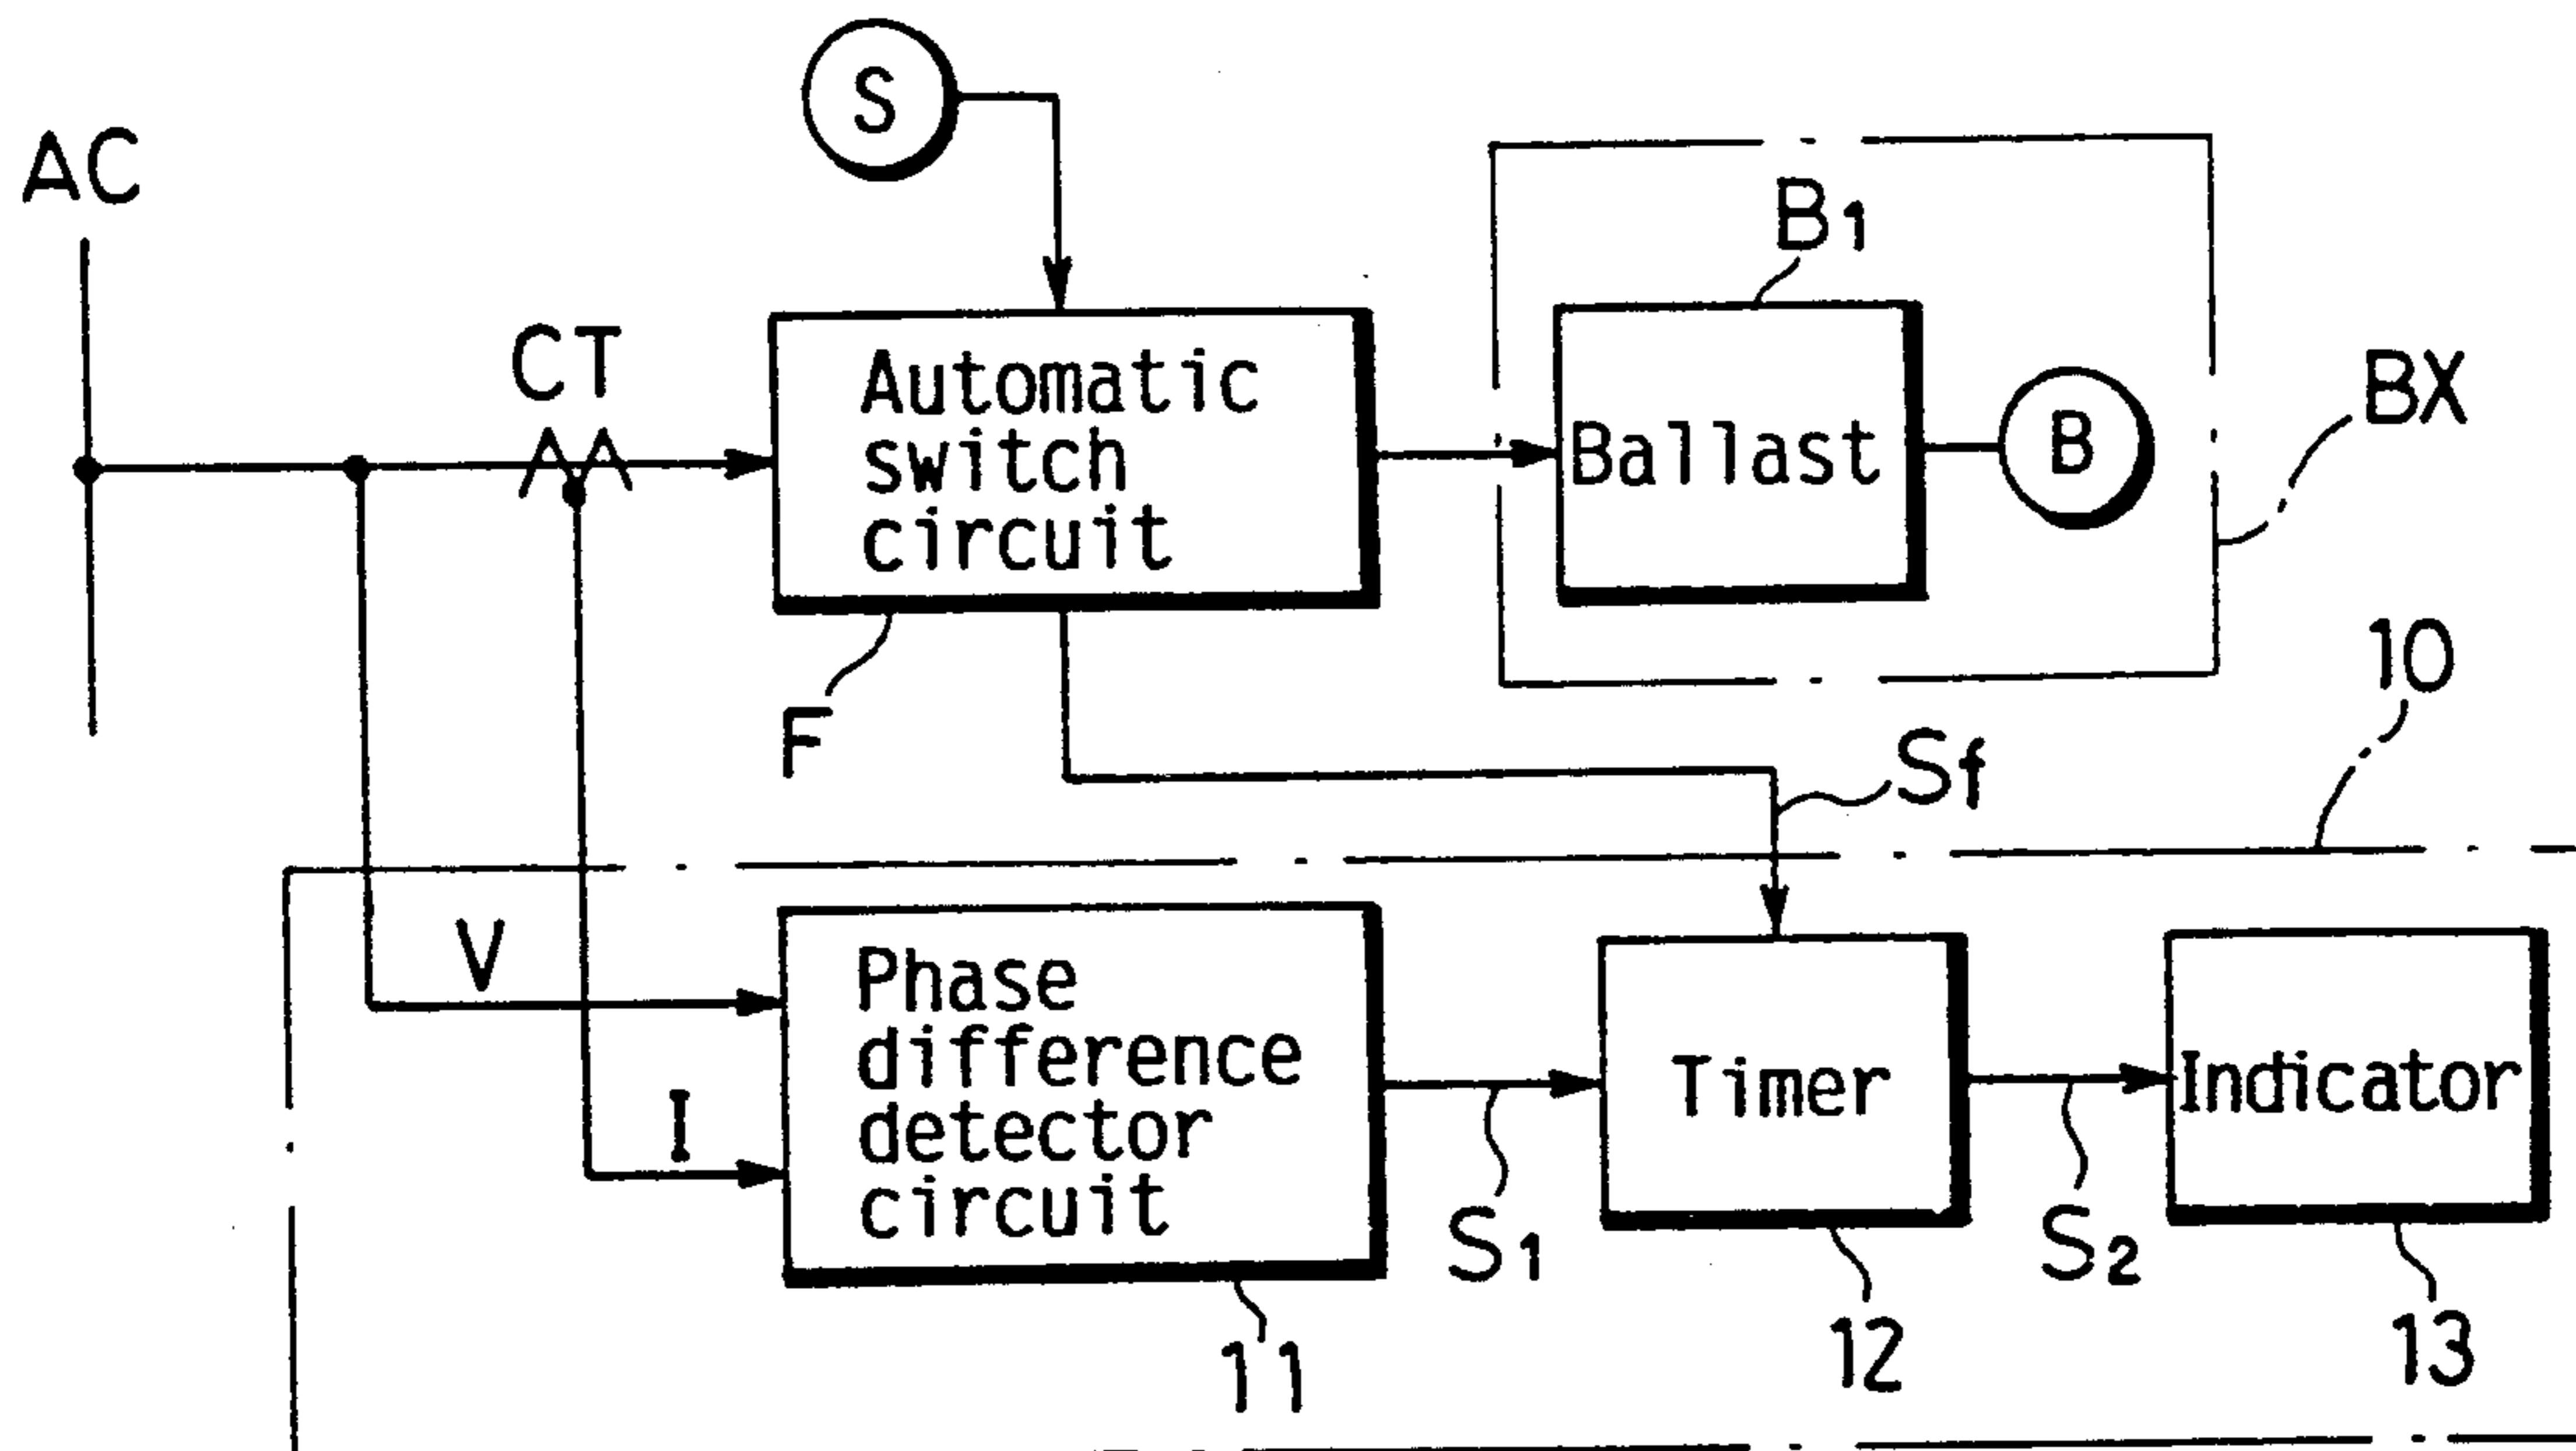 S
AC
B1
CT
Automatic
switch
circuit
Ballast
B
BX
F
10
Sf
V
I
Phase
difference
detector
circuit
Timer
Indicator
S1
S2
11
12
13